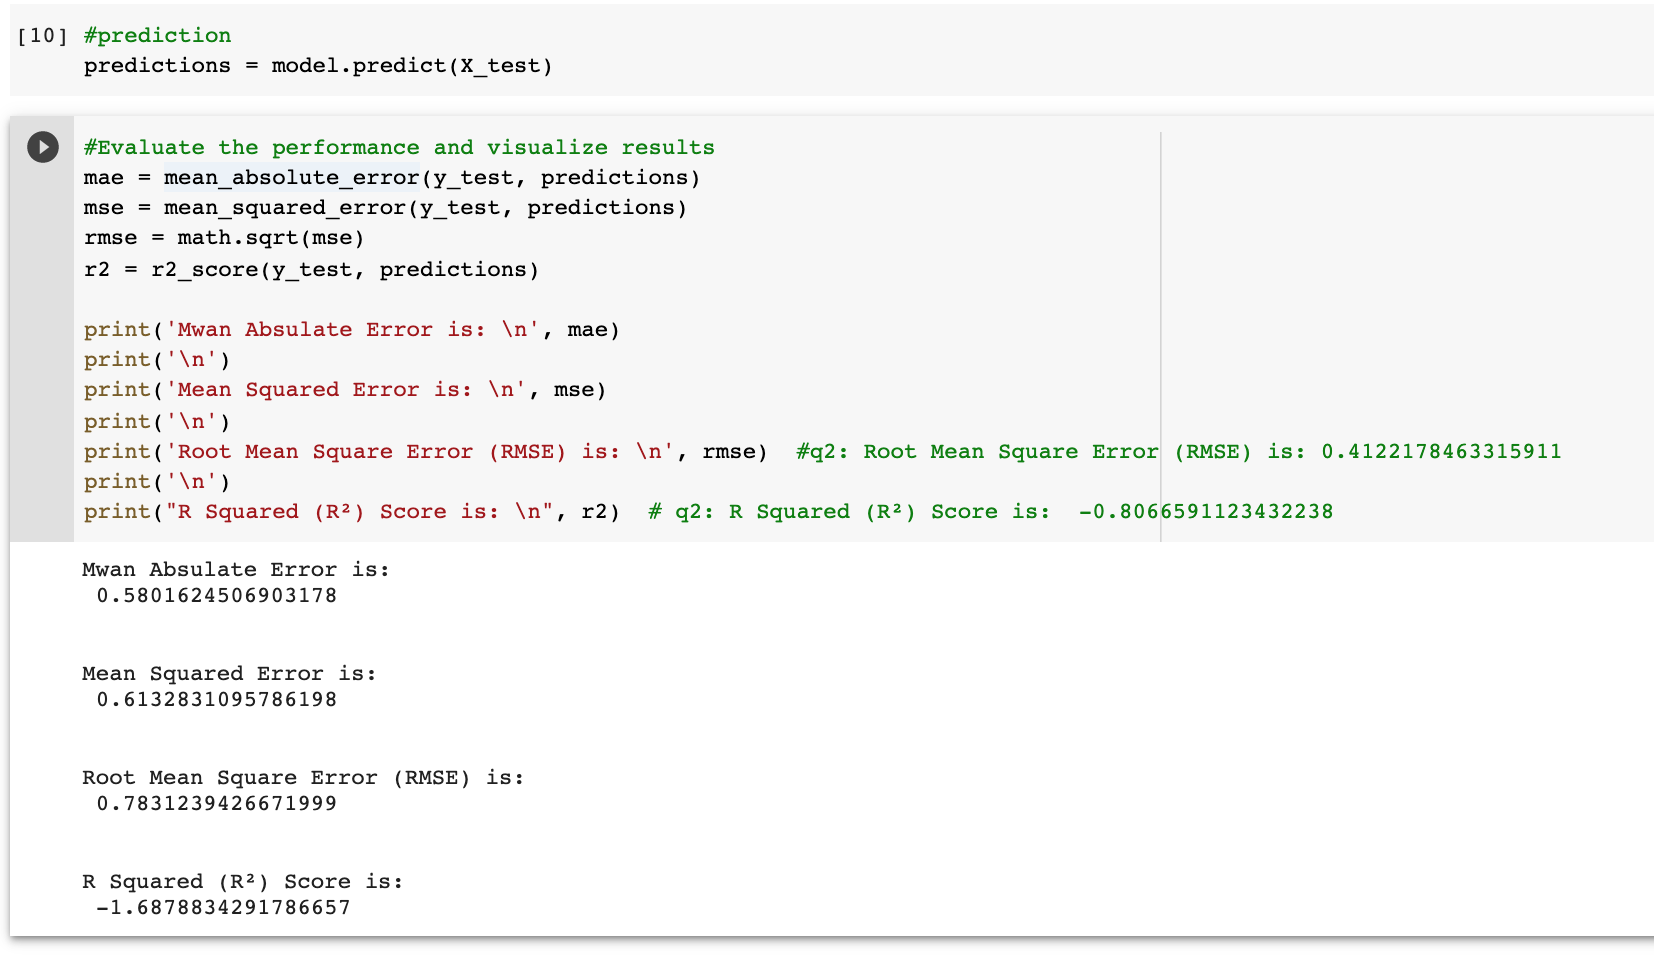 [10] #prediction
predictions = model.predict(X_test)
#Evaluate the performance and visualize results
mae = mean_absolute_error(y_test, predictions)
mse = mean_squared_error(y_test, predictions)
rmse = math.sqrt(mse)
r2 = r2_score(y_test, predictions)
print('Mwan Absulate Error is: \n', mae)
print('\n')
print('Mean Squared Error is: \n', mse)
print('\n')
print('Root Mean Square Error (RMSE) is: \n', rmse)  #q2: Root Mean Square Error (RMSE) is: 0.4122178463315911
print('\n')
print("R Squared (R²) Score is: \n", r2)  # q2: R Squared (R²) Score is:  -0.8066591123432238
Mwan Absulate Error is:
0.5801624506903178
Mean Squared Error is:
0.6132831095786198
Root Mean Square Error (RMSE) is:
0.7831239426671999
R Squared (R²) Score is:
-1.6878834291786657